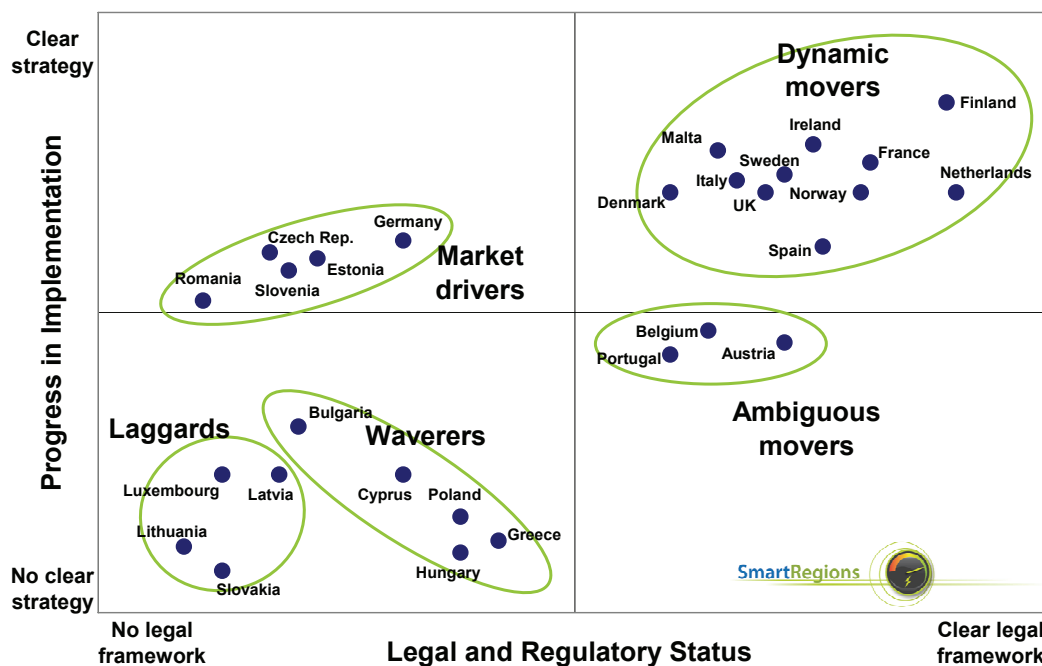 Clear
strategy
Progress in Implementation
No clear
strategy
Dynamic
movers
Finland
Ireland
Malta
France
Sweden
Italy
Netherlands
Denmark
UK
Norway
Spain
Germany
Czech Rep.
Market
drivers
Romania
Estonia
Slovenia
Belgium
Portugal
Austria
Ambiguous
movers
Bulgaria
Laggards
Waverers
Luxembourg
Latvia
Cyprus
Poland
Lithuania
Greece
Hungary
Slovakia
SmartRegions
No legal
framework
Legal and Regulatory Status
Clear legal
framework